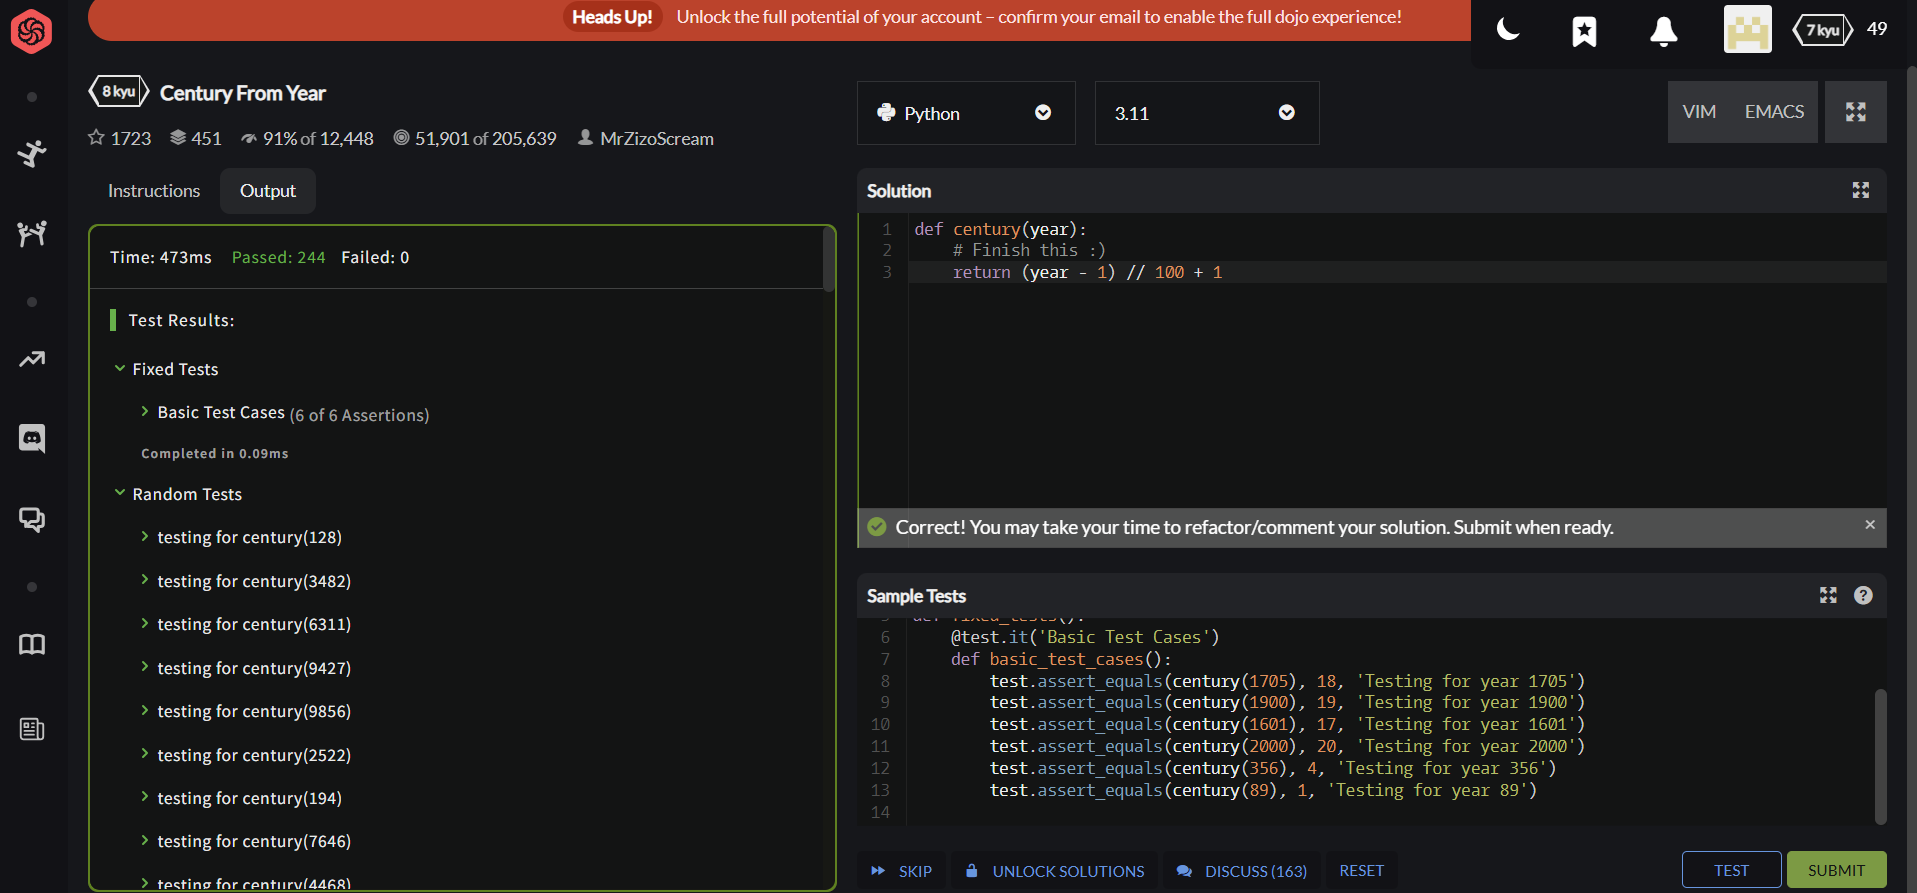 Heads Up! Unlock the full potential of your account – confirm your email to enable the full dojo experience!
7 kyu 49
8 kyu Century From Year
1723 451 91% of 12,448 51,901 of 205,639 MrZizoScream
Instructions Output
Time: 473ms Passed: 244 Failed: 0
Test Results:
Fixed Tests
Basic Test Cases (6 of 6 Assertions)
Completed in 0.09ms
Random Tests
testing for century(128)
testing for century(3482)
testing for century(6311)
testing for century(9427)
testing for century(9856)
testing for century(2522)
testing for century(194)
testing for century(7646)
testing for century(4468)
Python 3.11 VIM EMACS
Solution
1 def century(year):
2 # Finish this :)
3 return (year - 1) // 100 + 1
Correct! You may take your time to refactor/comment your solution. Submit when ready. ×
Sample Tests ?
5 def fixed_tests():
6 @test.it('Basic Test Cases')
7 def basic_test_cases():
8 test.assert_equals(century(1705), 18, 'Testing for year 1705')
9 test.assert_equals(century(1900), 19, 'Testing for year 1900')
10 test.assert_equals(century(1601), 17, 'Testing for year 1601')
11 test.assert_equals(century(2000), 20, 'Testing for year 2000')
12 test.assert_equals(century(356), 4, 'Testing for year 356')
13 test.assert_equals(century(89), 1, 'Testing for year 89')
14
SKIP UNLOCK SOLUTIONS DISCUSS (163) RESET TEST SUBMIT